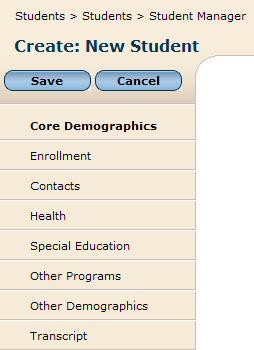 Students > Students > Student Manager
Create: New Student
Save Cancel
Core Demographics
Enrollment
Contacts
Health
Special Education
Other Programs
Other Demographics
Transcript